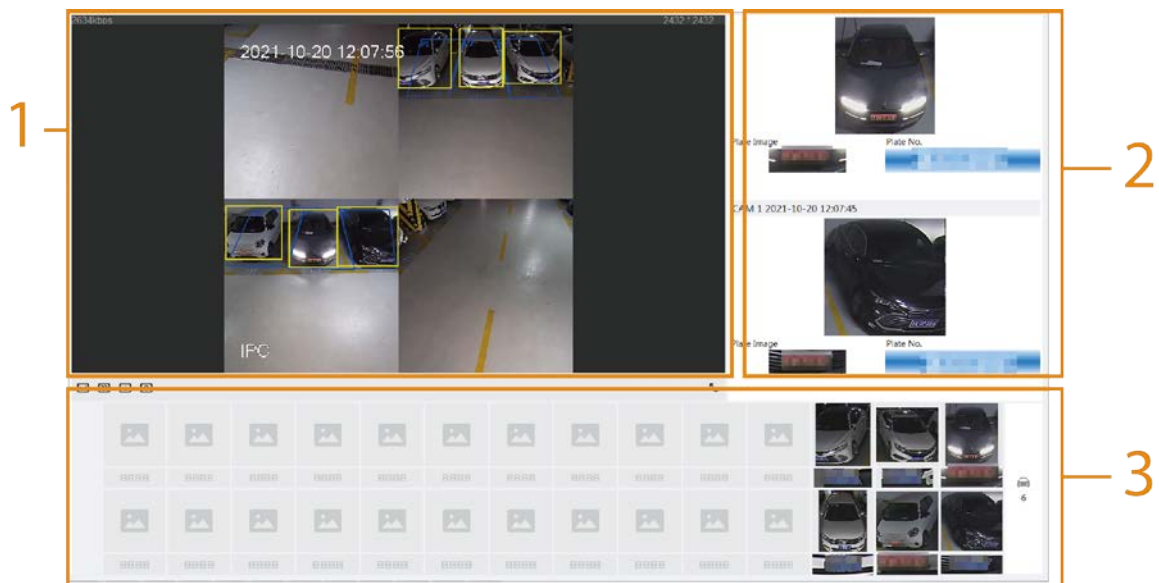 2634kbps
2432 * 2432
2021-10-20 12:07:56
IPC
1
Plate Image
Plate No.
CAM 1 2021-10-20 12:07:45
Plate Image
Plate No.
2
6
3